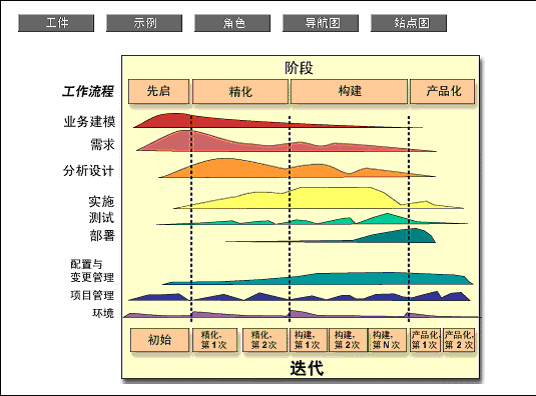 工件 示例 角色 导航图 站点图
阶段
工作流程 先启 精化 构建 产品化
业务建模
需求
分析设计
实施
测试
部署
配置与
变更管理
项目管理
环境
初始 精化, 精化, 构建, 构建, 构建, 产品化, 产品化,
第1次 第2次 第1次 第2次 第N次 第1次 第2次
迭代